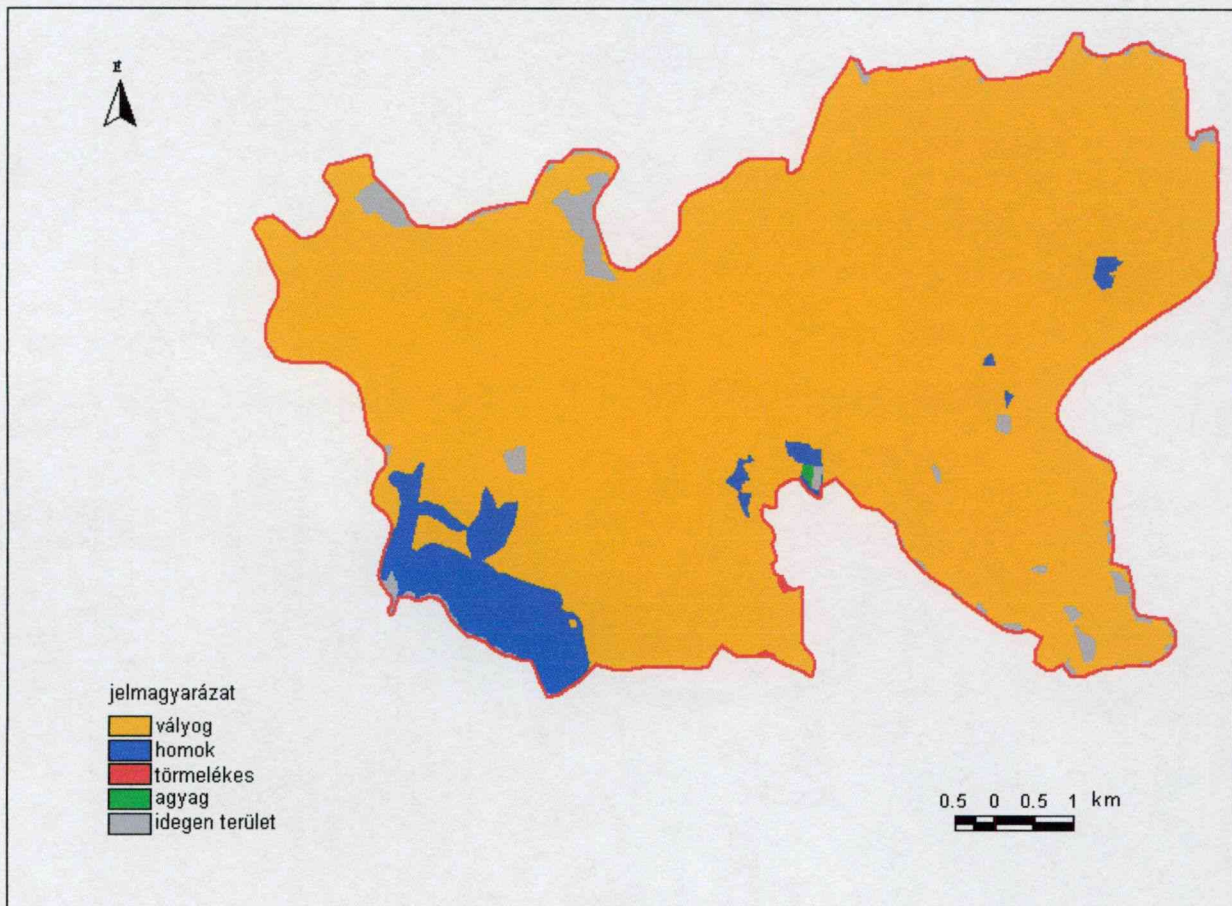 jelmagyarázat
vályog
homok
törmelékes
agyag
idegen terület
0.5 0 0.5 1 km